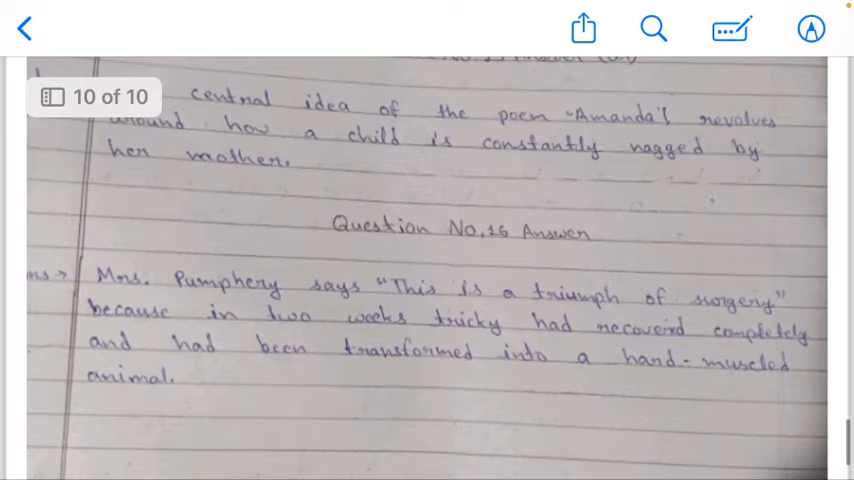 10 of 10
central idea of the poem "Amanda"! revolves
around how a child is constantly nagged by
her mother.
Question No. 16 Answer
Ans → Mrs. Pumphery says "This is a triumph of surgery"
because in two weeks tricky had recoverd completely
and had been transformed into a hard-muscled
animal.